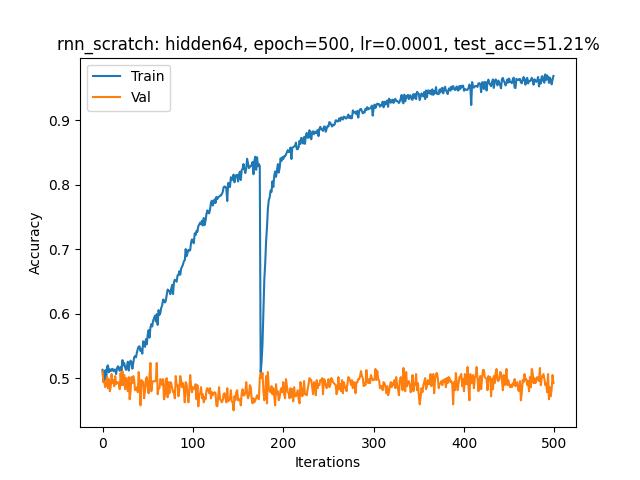 rnn_scratch: hidden64, epoch=500, lr=0.0001, test_acc=51.21%
Train
Val
0.9
0.8
0.7
0.6
0.5
Accuracy
0 100 200 300 400 500
Iterations